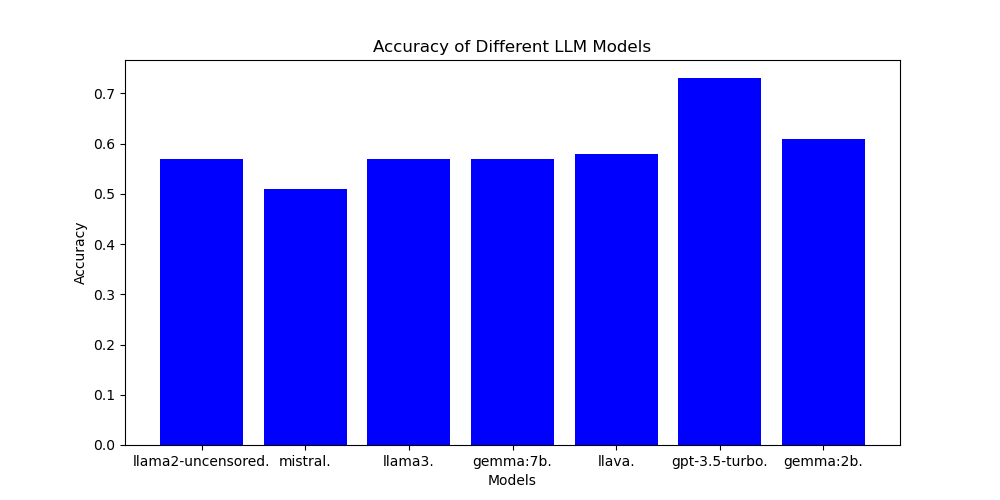 Accuracy of Different LLM Models
0.7
0.6
0.5
0.4
0.3
0.2
0.1
0.0
Accuracy
llama2-uncensored. mistral. llama3. gemma:7b. llava. gpt-3.5-turbo. gemma:2b.
Models